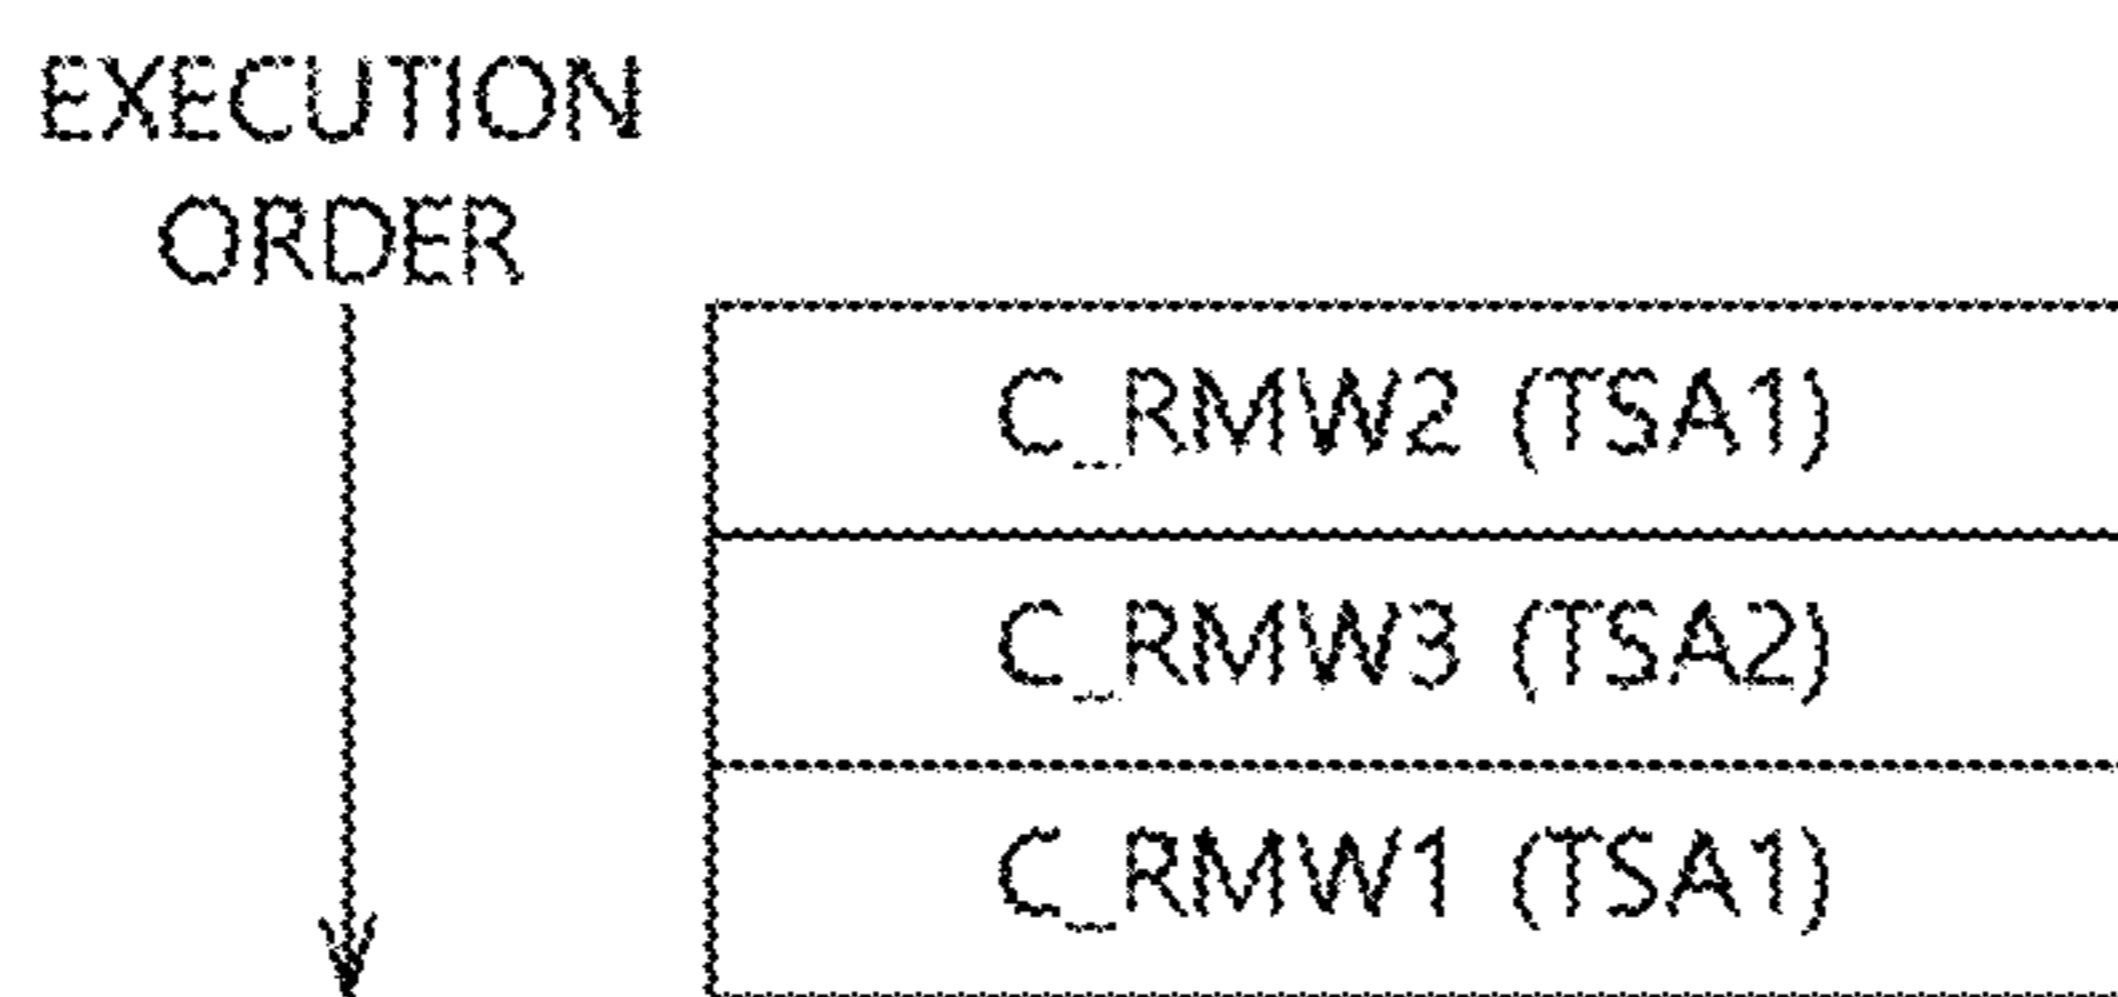 EXECUTION
ORDER
C_RMW2 (TSA1)
C_RMW3 (TSA2)
C_RMW1 (TSA1)